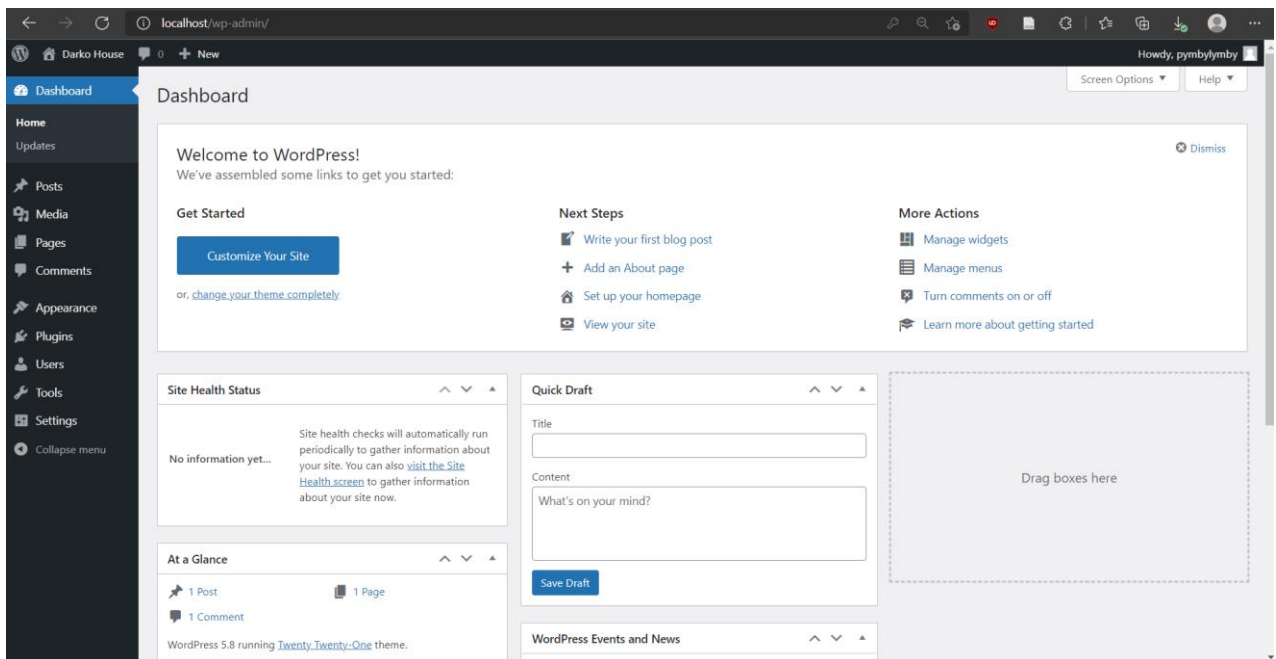 localhost/wp-admin/
Darko House
0
New
Howdy, pymbylymby
Dashboard
Home
Updates
Posts
Media
Pages
Comments
Appearance
Plugins
Users
Tools
Settings
Collapse menu
Screen Options
Help
Dashboard
Welcome to WordPress!
Dismiss
We've assembled some links to get you started:
Get Started
Customize Your Site
or, change your theme completely
Next Steps
Write your first blog post
Add an About page
Set up your homepage
View your site
More Actions
Manage widgets
Manage menus
Turn comments on or off
Learn more about getting started
Site Health Status
No information yet...
Site health checks will automatically run
periodically to gather information about
your site. You can also visit the Site
Health screen to gather information
about your site now.
At a Glance
1 Post
1 Page
1 Comment
WordPress 5.8 running Twenty Twenty-One theme.
Quick Draft
Title
Content
What's on your mind?
Save Draft
WordPress Events and News
Drag boxes here